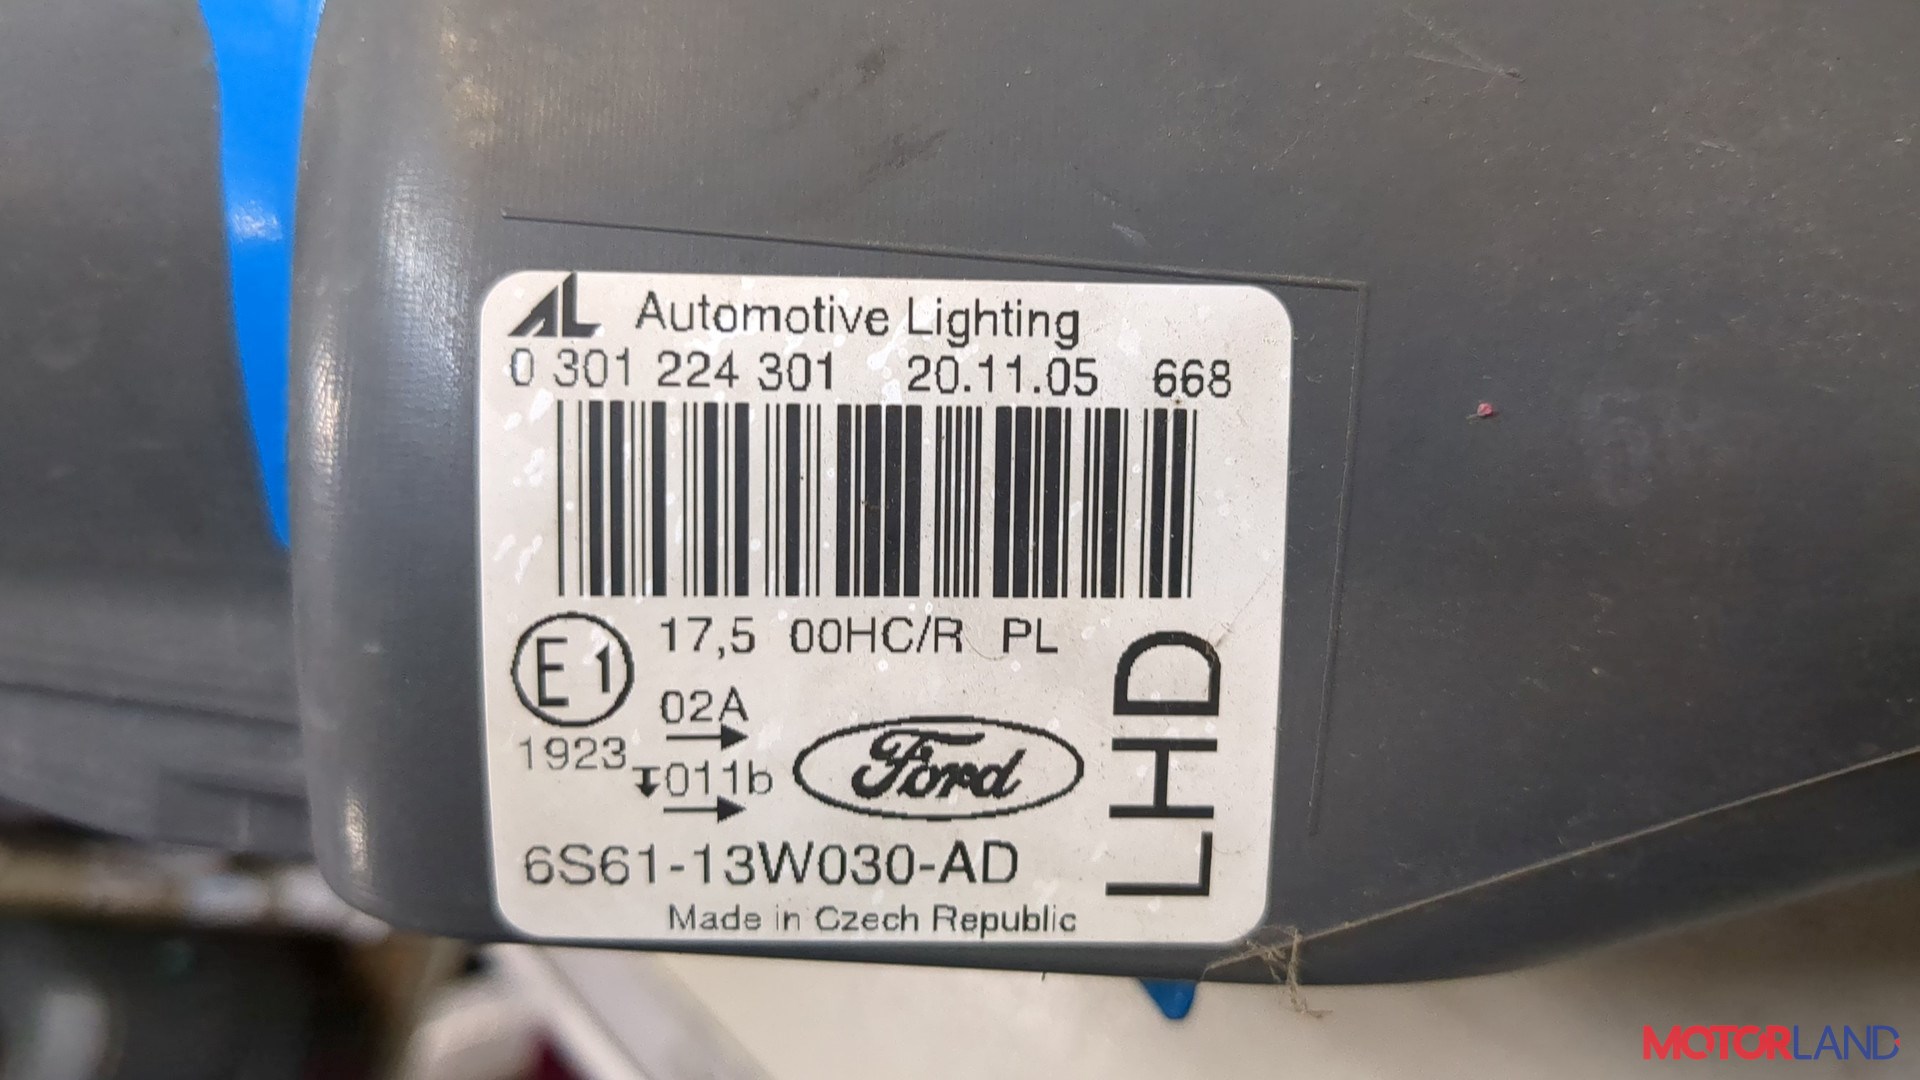 AL Automotive Lighting
0 301 224 301 20.11.05 668
E1 17,5 00HC/R PL
02A
1923 011b
Ford
LHD
6S61-13W030-AD
Made in Czech Republic
MOTORLAND